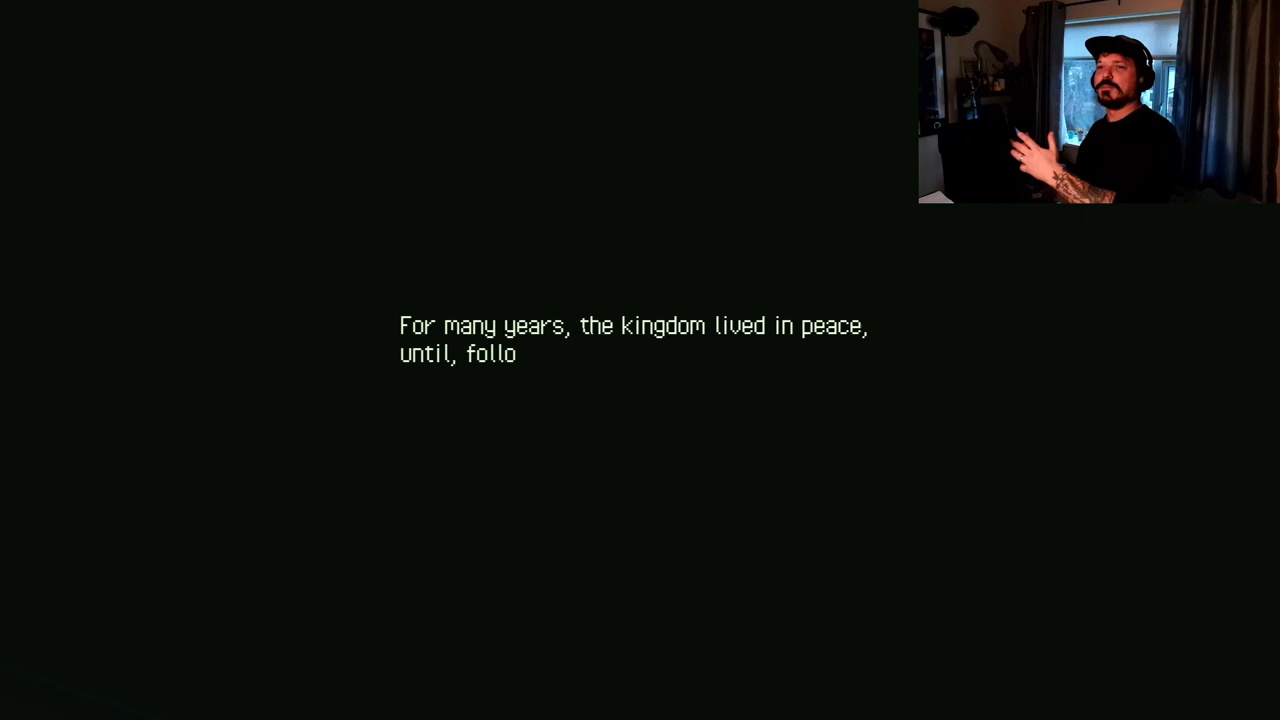 For many years, the kingdom lived in peace,
until, follo